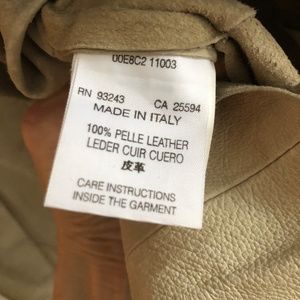 00E8C2 11003
RN 93243 CA 25594
MADE IN ITALY
100% PELLE LEATHER
LEDER CUIR CUERO
皮革
CARE INSTRUCTIONS
INSIDE THE GARMENT